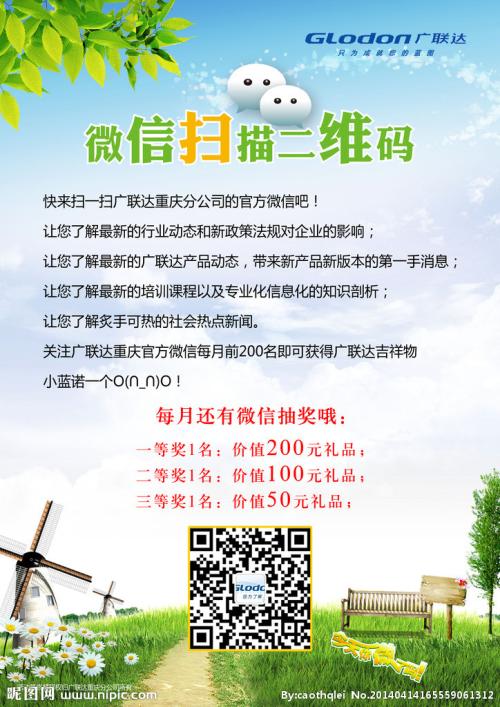 GLODON 广联达
只为成就您的蓝图
微信扫描二维码
快来扫一扫广联达重庆分公司的官方微信吧！
让您了解最新的行业动态和新政策法规对企业的影响；
让您了解最新的广联达产品动态，带来新产品新版本的第一手消息；
让您了解最新的培训课程以及专业化信息化的知识剖析；
让您了解炙手可热的社会热点新闻。
关注广联达重庆官方微信每月前200名即可获得广联达吉祥物
小蓝诺一个O(∩_∩)O！
每月还有微信抽奖哦：
一等奖1名：价值200元礼品；
二等奖1名：价值100元礼品；
三等奖1名：价值50元礼品；
昵图网 www.nipic.com
By:caothqlei No.20140414165559061312